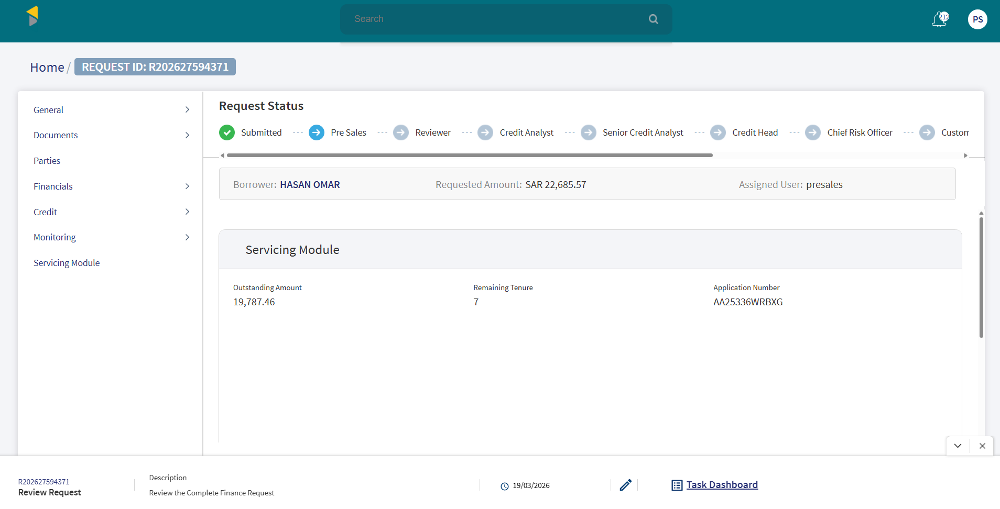 Search
212
PS
Home / REQUEST ID: R202627594371
General
Documents
Parties
Financials
Credit
Monitoring
Servicing Module
Request Status
Submitted --- Pre Sales --- Reviewer --- Credit Analyst --- Senior Credit Analyst --- Credit Head --- Chief Risk Officer --- Custom
Borrower: HASAN OMAR Requested Amount: SAR 22,685.57 Assigned User: presales
Servicing Module
Outstanding Amount Remaining Tenure Application Number
19,787.46 7 AA25336WRBXG
R202627594371
Review Request
Description
Review the Complete Finance Request
19/03/2026
Task Dashboard